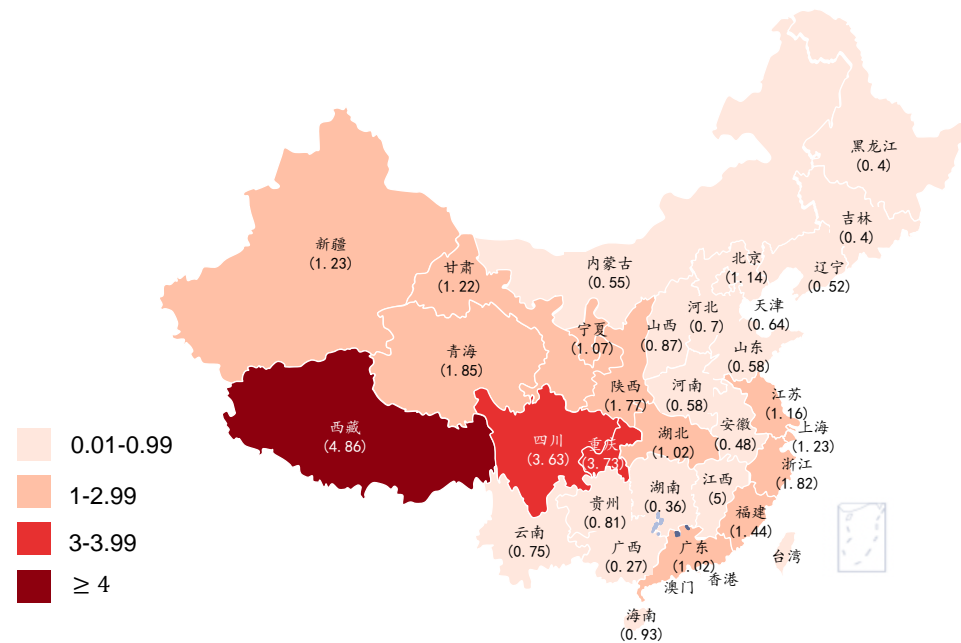 黑龙江
(0.4)
吉林
(0.4)
辽宁
(0.52)
北京
(1.14)
天津
(0.64)
内蒙古
(0.55)
新疆
(1.23)
甘肃
(1.22)
宁夏
(1.07)
山西
(0.87)
河北
(0.7)
山东
(0.58)
青海
(1.85)
陕西
(1.77)
河南
(0.58)
江苏
(1.16)
安徽
(0.48)
上海
(1.23)
西藏
(4.86)
四川
(3.63)
重庆
(3.73)
湖北
(1.02)
浙江
(1.82)
湖南
(0.36)
江西
(5)
贵州
(0.81)
福建
(1.44)
云南
(0.75)
广西
(0.27)
广东
(1.02)
台湾
香港
澳门
海南
(0.93)
0.01-0.99
1-2.99
3-3.99
≥ 4